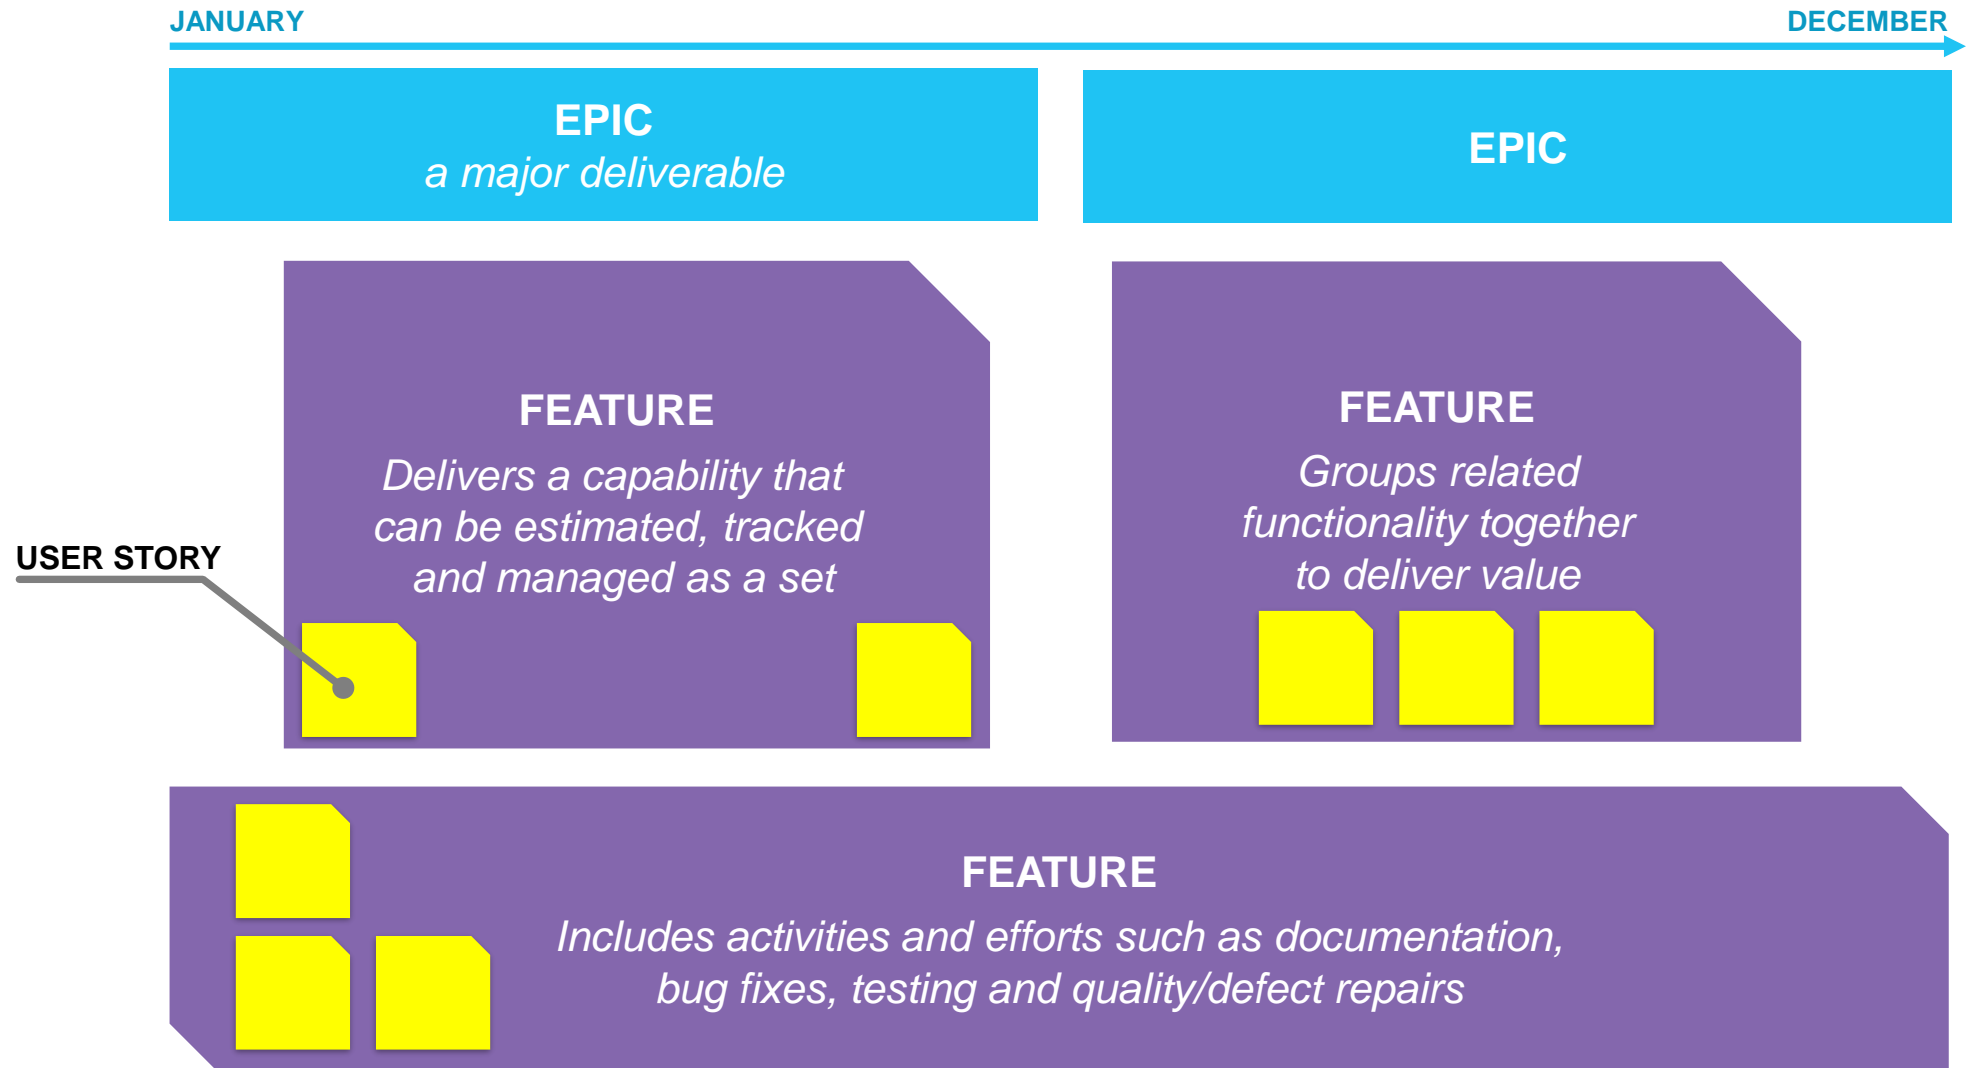 JANUARY
DECEMBER
EPIC
a major deliverable
EPIC
FEATURE
Delivers a capability that
can be estimated, tracked
and managed as a set
FEATURE
Groups related
functionality together
to deliver value
USER STORY
FEATURE
Includes activities and efforts such as documentation,
bug fixes, testing and quality/defect repairs